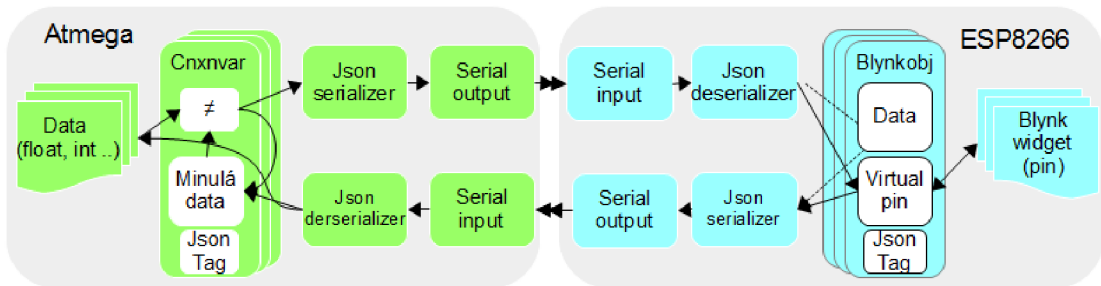 Atmega
ESP8266
Cnxnvar
≠
Minulá
data
Json
Tag
Data
(float, int ..)
Json
serializer
Serial
output
Serial
input
Json
deserializer
Json
derserializer
Serial
input
Serial
output
Json
serializer
Blynkobj
Data
Virtual
pin
Json
Tag
Blynk
widget
(pin)